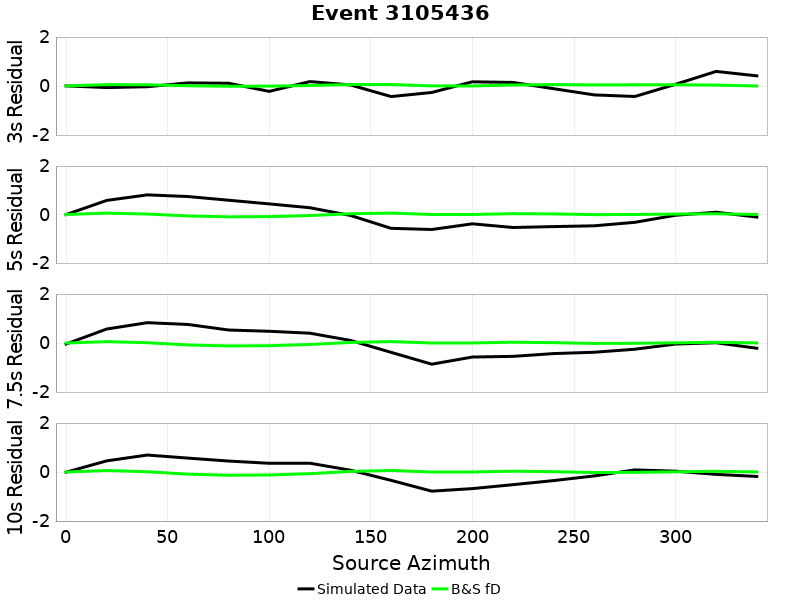 Event 3105436
3s Residual
2
0
-2
5s Residual
2
0
-2
7.5s Residual
2
0
-2
10s Residual
2
0
-2
0 50 100 150 200 250 300
Source Azimuth
Simulated Data B&S fD